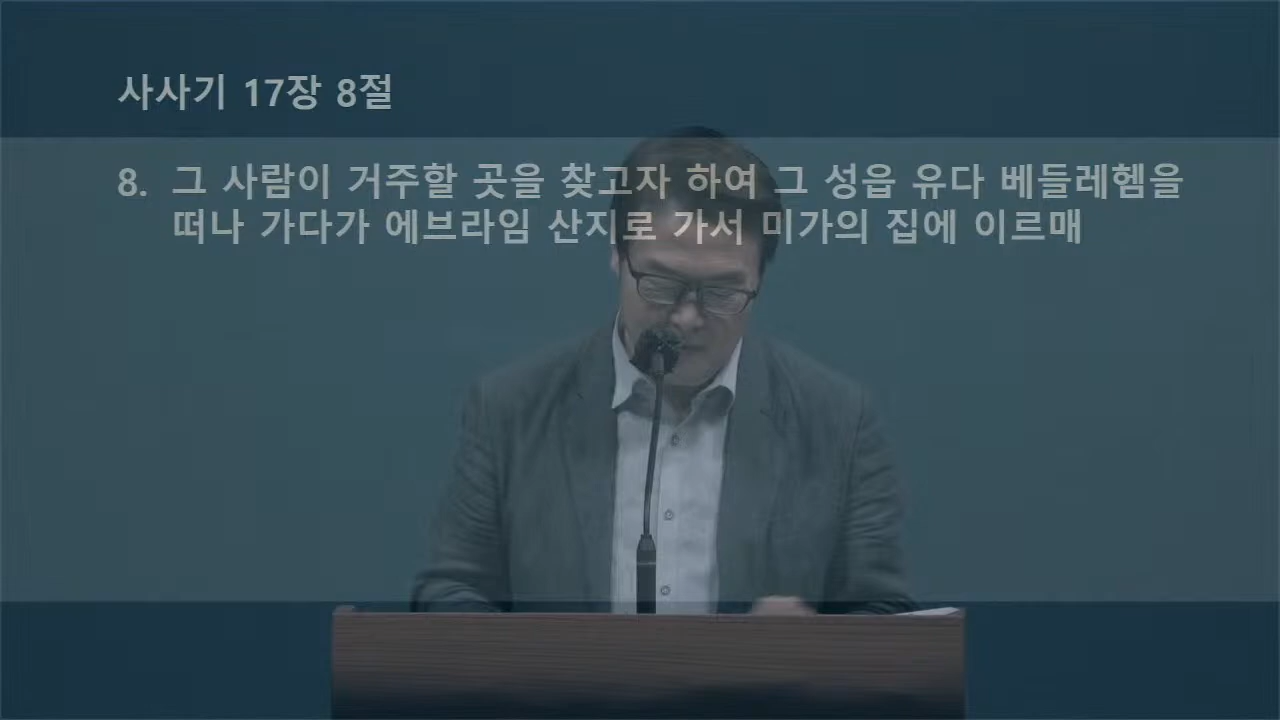 사사기 17장 8절
8. 그 사람이 거주할 곳을 찾고자 하여 그 성읍 유다 베들레헴을
떠나 가다가 에브라임 산지로 가서 미가의 집에 이르매